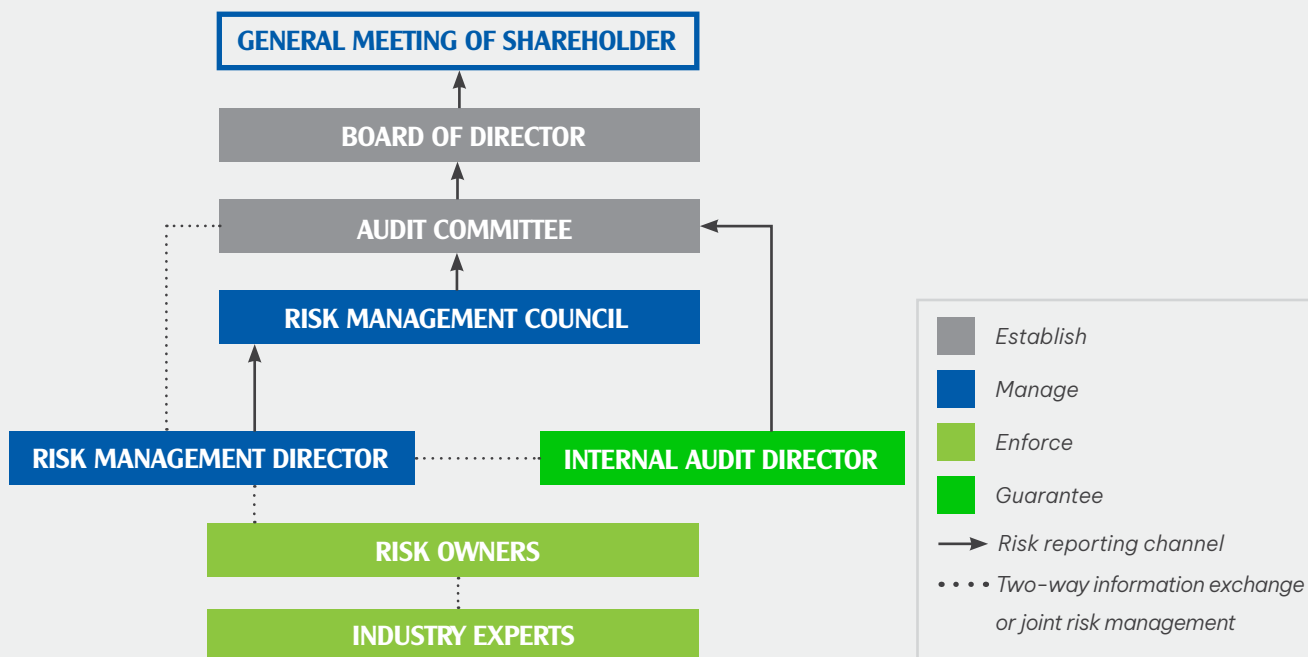 GENERAL MEETING OF SHAREHOLDER
BOARD OF DIRECTOR
AUDIT COMMITTEE
RISK MANAGEMENT COUNCIL
RISK MANAGEMENT DIRECTOR
INTERNAL AUDIT DIRECTOR
RISK OWNERS
INDUSTRY EXPERTS
Establish
Manage
Enforce
Guarantee
Risk reporting channel
Two-way information exchange
or joint risk management